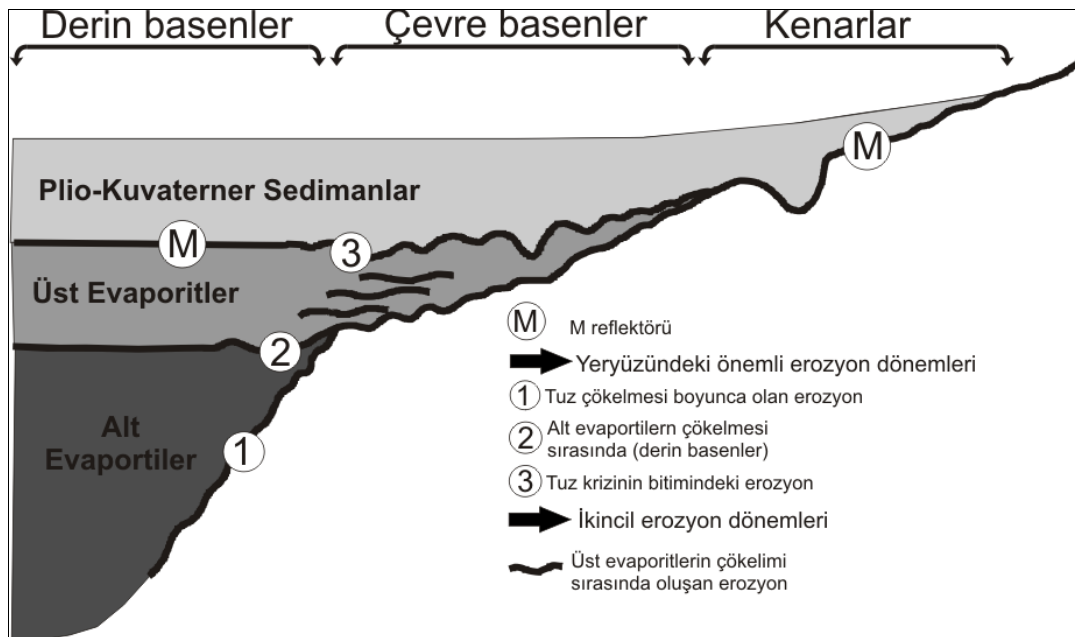 Derin basenler
Çevre basenler
Kenarlar
M
Plio-Kuvaterner Sedimanlar
M
3
Üst Evaporitler
2
Alt
Evaportiler
1
M M reflektörü
Yeryüzündeki önemli erozyon dönemleri
1 Tuz çökelmesi boyunca olan erozyon
2 Alt evaportilern çökelmesi
sırasında (derin basenler)
3 Tuz krizinin bitimindeki erozyon
İkincil erozyon dönemleri
Üst evaporitlerin çökelimi
sırasında oluşan erozyon